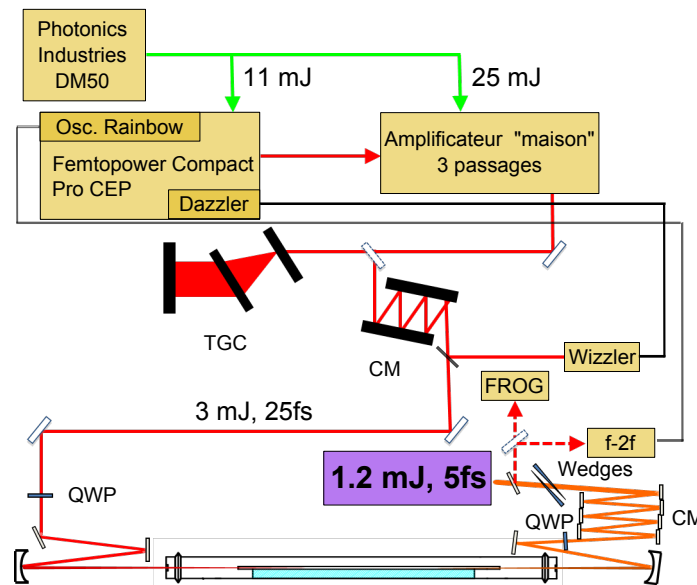 Photonics
Industries
DM50
11 mJ
25 mJ
Osc. Rainbow
Femtopower Compact
Pro CEP
Dazzler
Amplificateur "maison"
3 passages
TGC
CM
Wizzler
FROG
3 mJ, 25fs
f-2f
1.2 mJ, 5fs
Wedges
QWP
QWP
CM